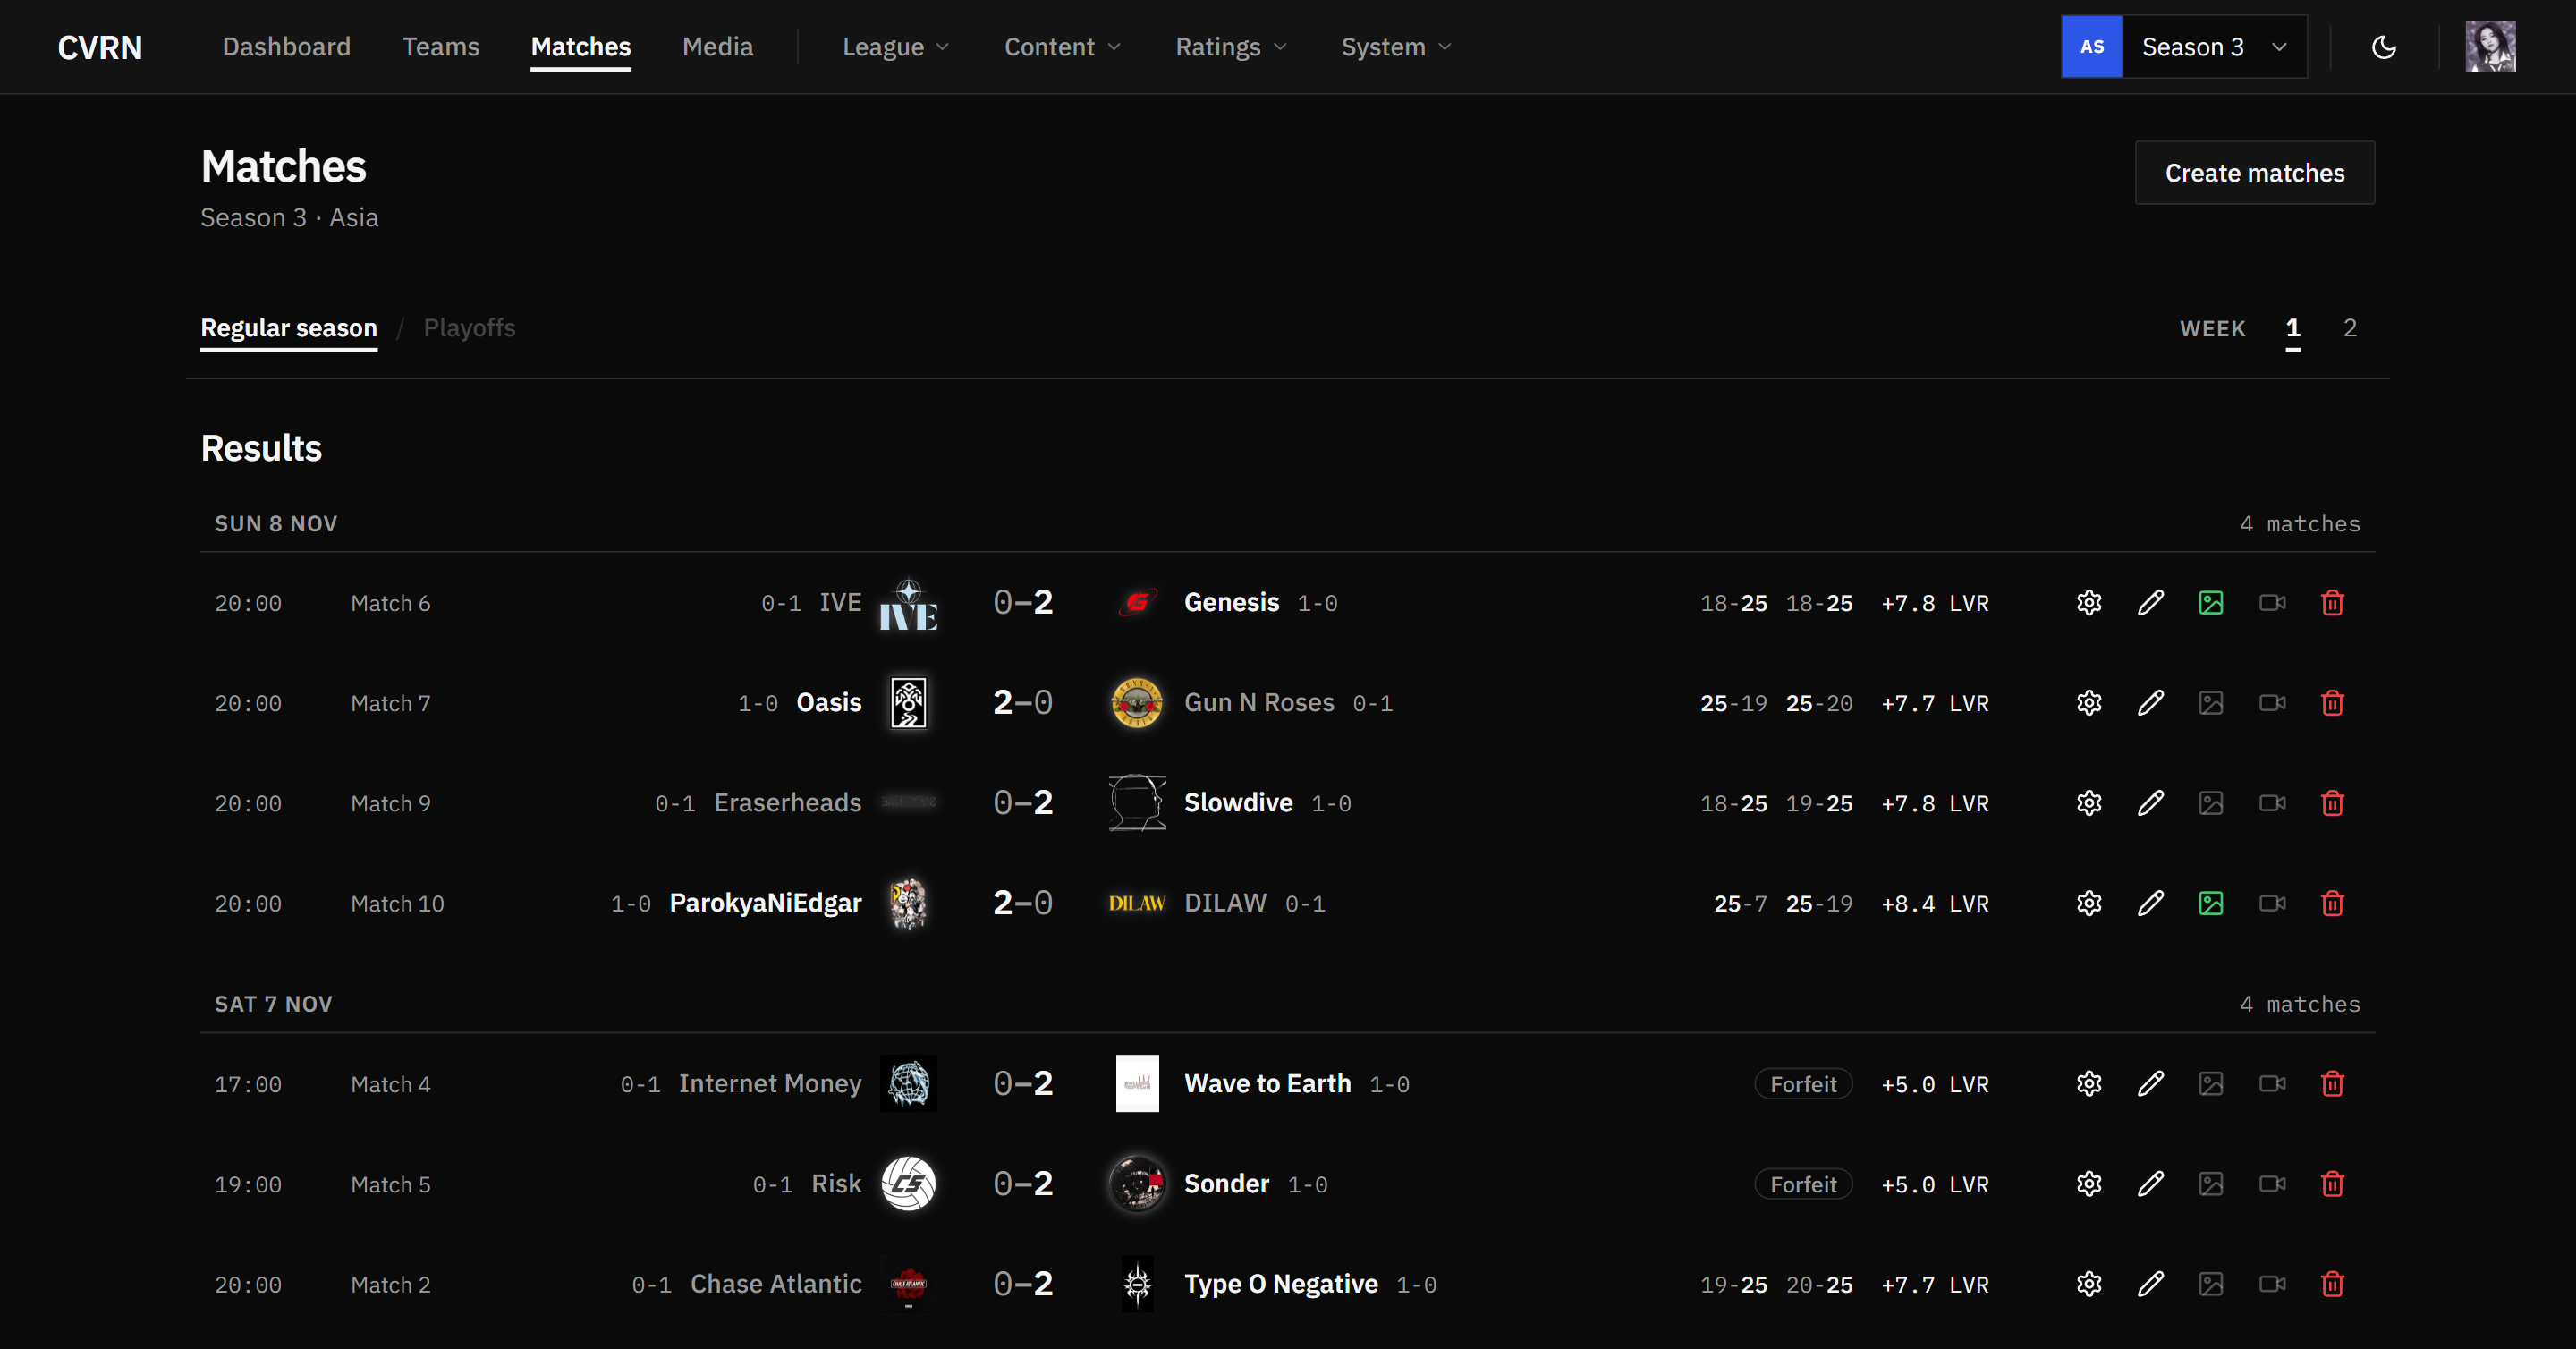 CVRN Dashboard Teams Matches Media League Content Ratings System AS Season 3
Matches
Create matches
Season 3 · Asia
Regular season / Playoffs WEEK 1 2
Results
SUN 8 NOV 4 matches
20:00 Match 6 0-1 IVE IVE 0–2 G Genesis 1-0 18-25 18-25 +7.8 LVR
20:00 Match 7 1-0 Oasis 2–0 Gun N Roses 0-1 25-19 25-20 +7.7 LVR
20:00 Match 9 0-1 Eraserheads 0–2 Slowdive 1-0 18-25 19-25 +7.8 LVR
20:00 Match 10 1-0 ParokyaNiEdgar 2–0 DILAW DILAW 0-1 25-7 25-19 +8.4 LVR
SAT 7 NOV 4 matches
17:00 Match 4 0-1 Internet Money 0–2 Wave to Earth 1-0 Forfeit +5.0 LVR
19:00 Match 5 0-1 Risk CS 0–2 Sonder 1-0 Forfeit +5.0 LVR
20:00 Match 2 0-1 Chase Atlantic CHASE ATLANTIC 0–2 Type O Negative 1-0 19-25 20-25 +7.7 LVR